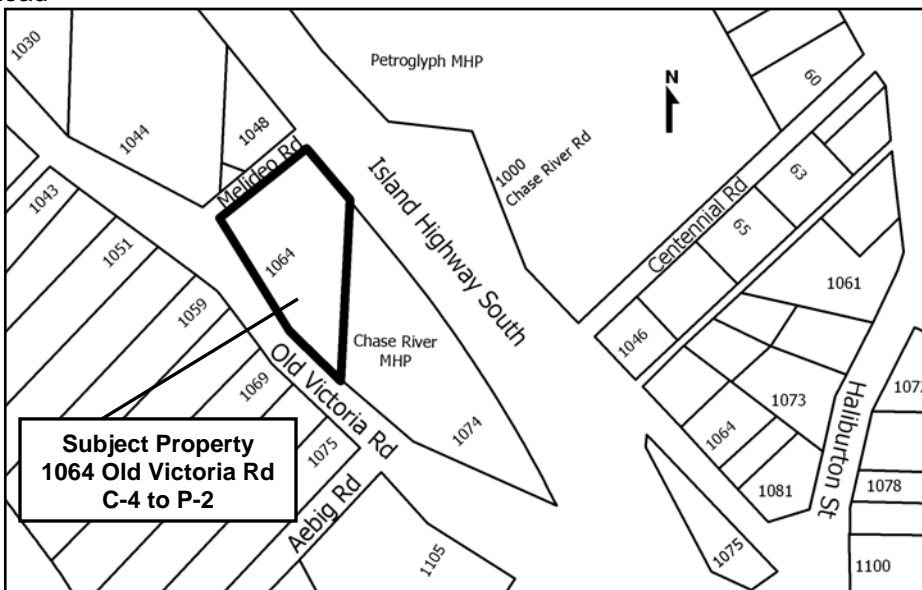 1030
1044
1048
Melideo Rd
Petroglyph MHP
N
60
1000
Chase River Rd
Island Highway South
Centennial Rd
63
65
1061
1043
1051
1059
1064
Chase River
MHP
1046
1069
Old Victoria Rd
1074
1073
1064
Haliburton St
1078
1081
Subject Property
1064 Old Victoria Rd
C-4 to P-2
1075
Aebig Rd
1105
1075
1100